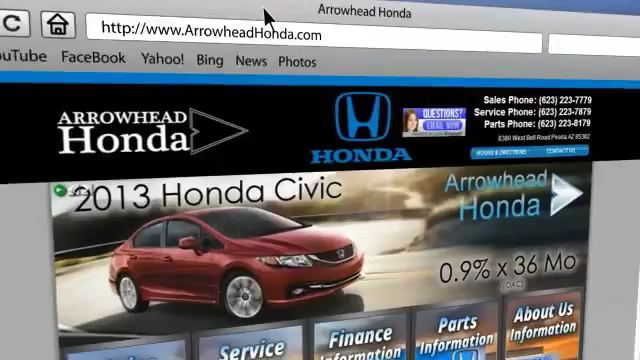 Arrowhead Honda
C
http://www.ArrowheadHonda.com
YouTube FaceBook Yahoo! Bing News Photos
ARROWHEAD
Honda
HONDA
QUESTIONS?
EMAIL NOW
Sales Phone: (623) 223-7779
Service Phone: (623) 223-7879
Parts Phone: (623) 223-8179
8380 West Bell Road Peoria AZ 85382
HOURS & DIRECTIONS CONTACT US
2013 Honda Civic
Arrowhead
Honda
0.9% x 36 Mo
(OAC)
Service
Finance
Information
Parts
Information
About Us
Information